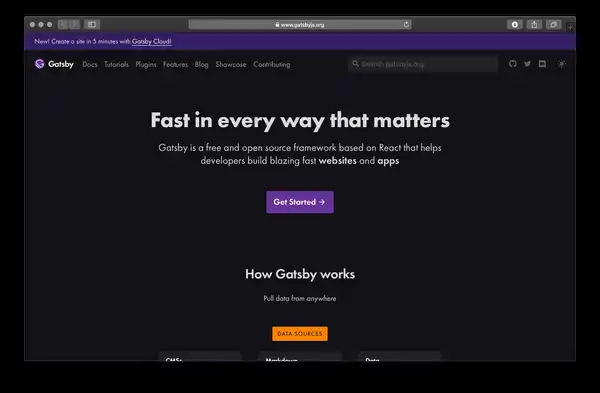 www.gatsbyjs.org
New! Create a site in 5 minutes with Gatsby Cloud!
Gatsby Docs Tutorials Plugins Features Blog Showcase Contributing Search gatsbyjs.org
Fast in every way that matters
Gatsby is a free and open source framework based on React that helps
developers build blazing fast websites and apps
Get Started →
How Gatsby works
Pull data from anywhere
DATA SOURCES
CMSs Markdown Data